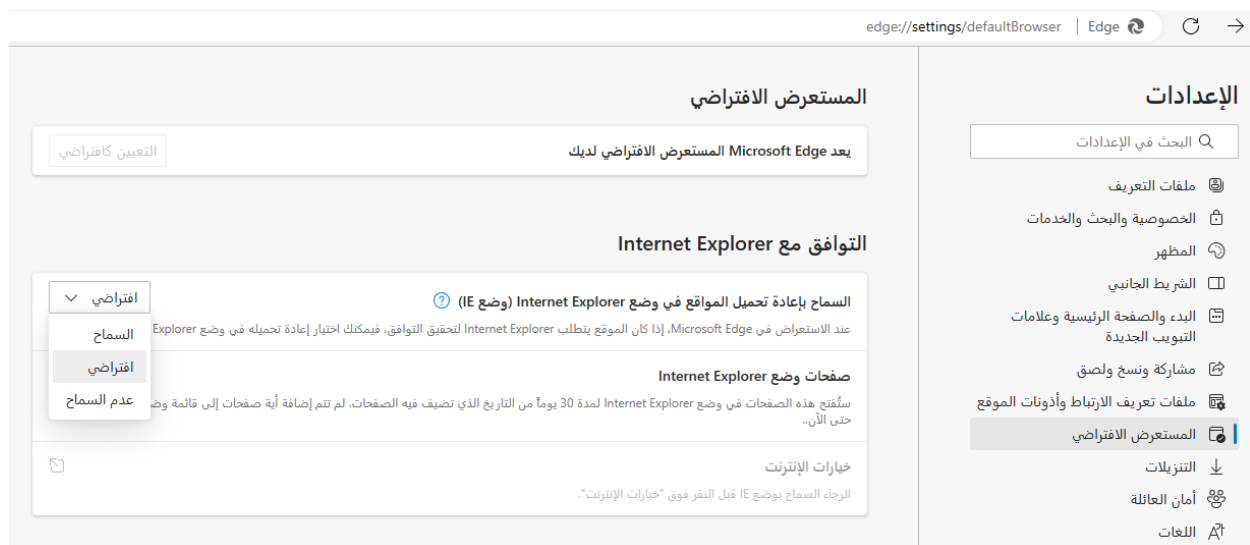 edge://settings/defaultBrowser | Edge
الإعدادات
البحث في الإعدادات
ملفات التعريف
الخصوصية والبحث والخدمات
المظهر
الشريط الجانبي
البدء والصفحة الرئيسية وعلامات
التبويب الجديدة
مشاركة ونسخ ولصق
ملفات تعريف الارتباط وأذونات الموقع
المستعرض الافتراضي
التنزيلات
أمان العائلة
اللغات
المستعرض الافتراضي
يعد Microsoft Edge المستعرض الافتراضي لديك
التعيين كافتراضي
التوافق مع Internet Explorer
السماح بإعادة تحميل المواقع في وضع Internet Explorer (وضع IE)
افتراضي
عند الاستعراض في Microsoft Edge، إذا كان الموقع يتطلب Internet Explorer لتحقيق التوافق، فيمكنك اختيار إعادة تحميله في وضع Explorer
السماح
افتراضي
عدم السماح
صفحات وضع Internet Explorer
ستُفتح هذه الصفحات في وضع Internet Explorer لمدة 30 يوماً من التاريخ الذي تضيف فيه الصفحات. لم تتم إضافة أية صفحات إلى قائمة
حتى الآن..
خيارات الإنترنت
الرجاء السماح بوضع IE قبل النقر فوق "خيارات الإنترنت".